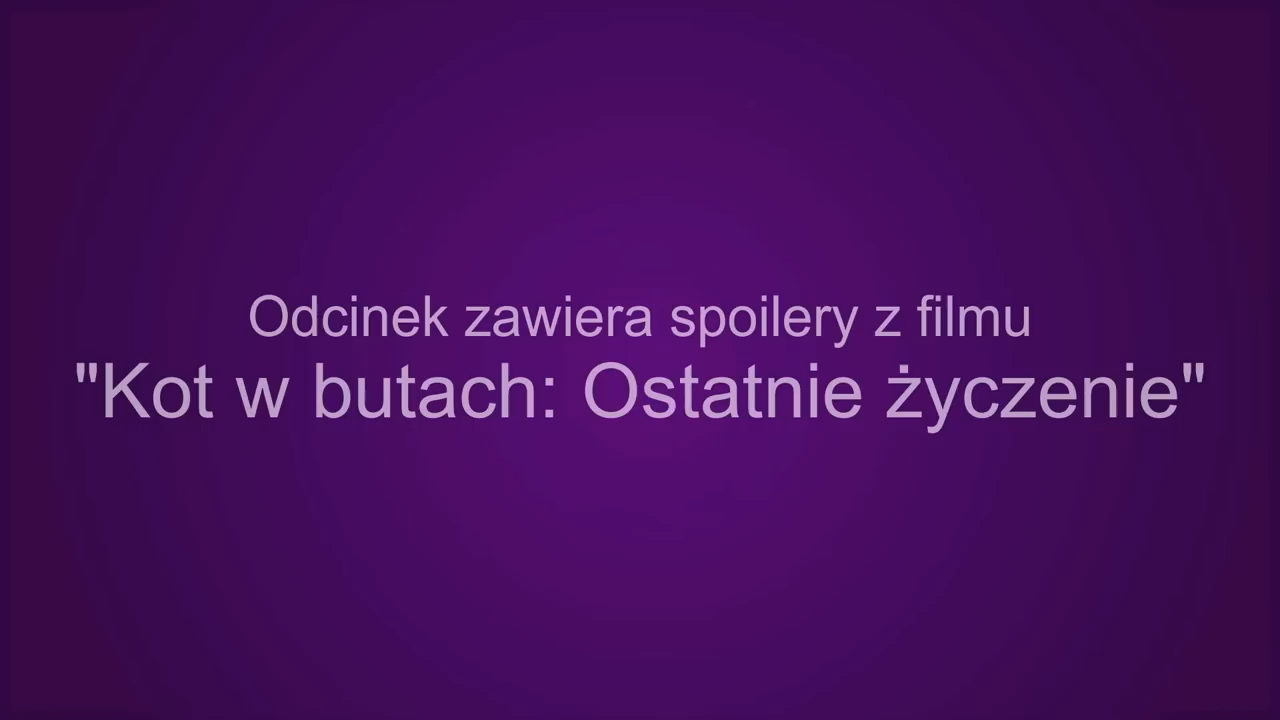 Odcinek zawiera spoilery z filmu
"Kot w butach: Ostatnie życzenie"